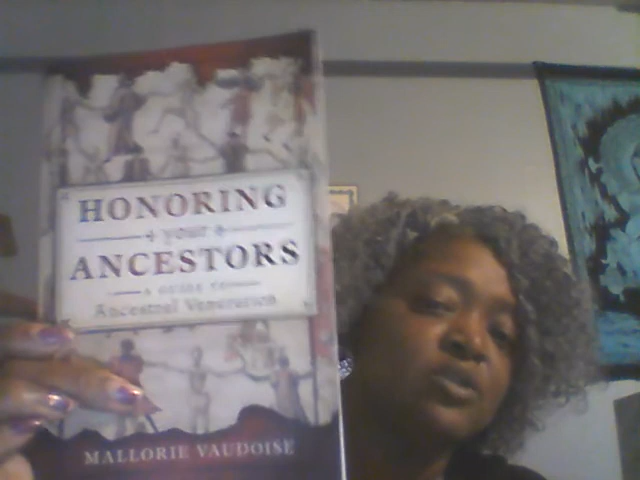 HONORING
your
ANCESTORS
A GUIDE TO
Ancestral Veneration
MALLORIE VAUDOISE